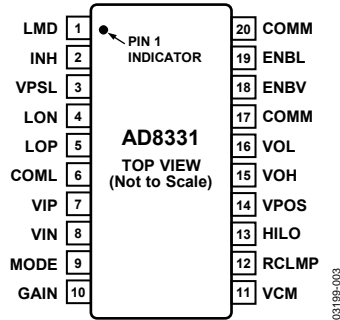 LMD 1
INH 2
VPSL 3
LON 4
LOP 5
COML 6
VIP 7
VIN 8
MODE 9
GAIN 10
PIN 1
INDICATOR
AD8331
TOP VIEW
(Not to Scale)
20 COMM
19 ENBL
18 ENBV
17 COMM
16 VOL
15 VOH
14 VPOS
13 HILO
12 RCLMP
11 VCM
03199-003